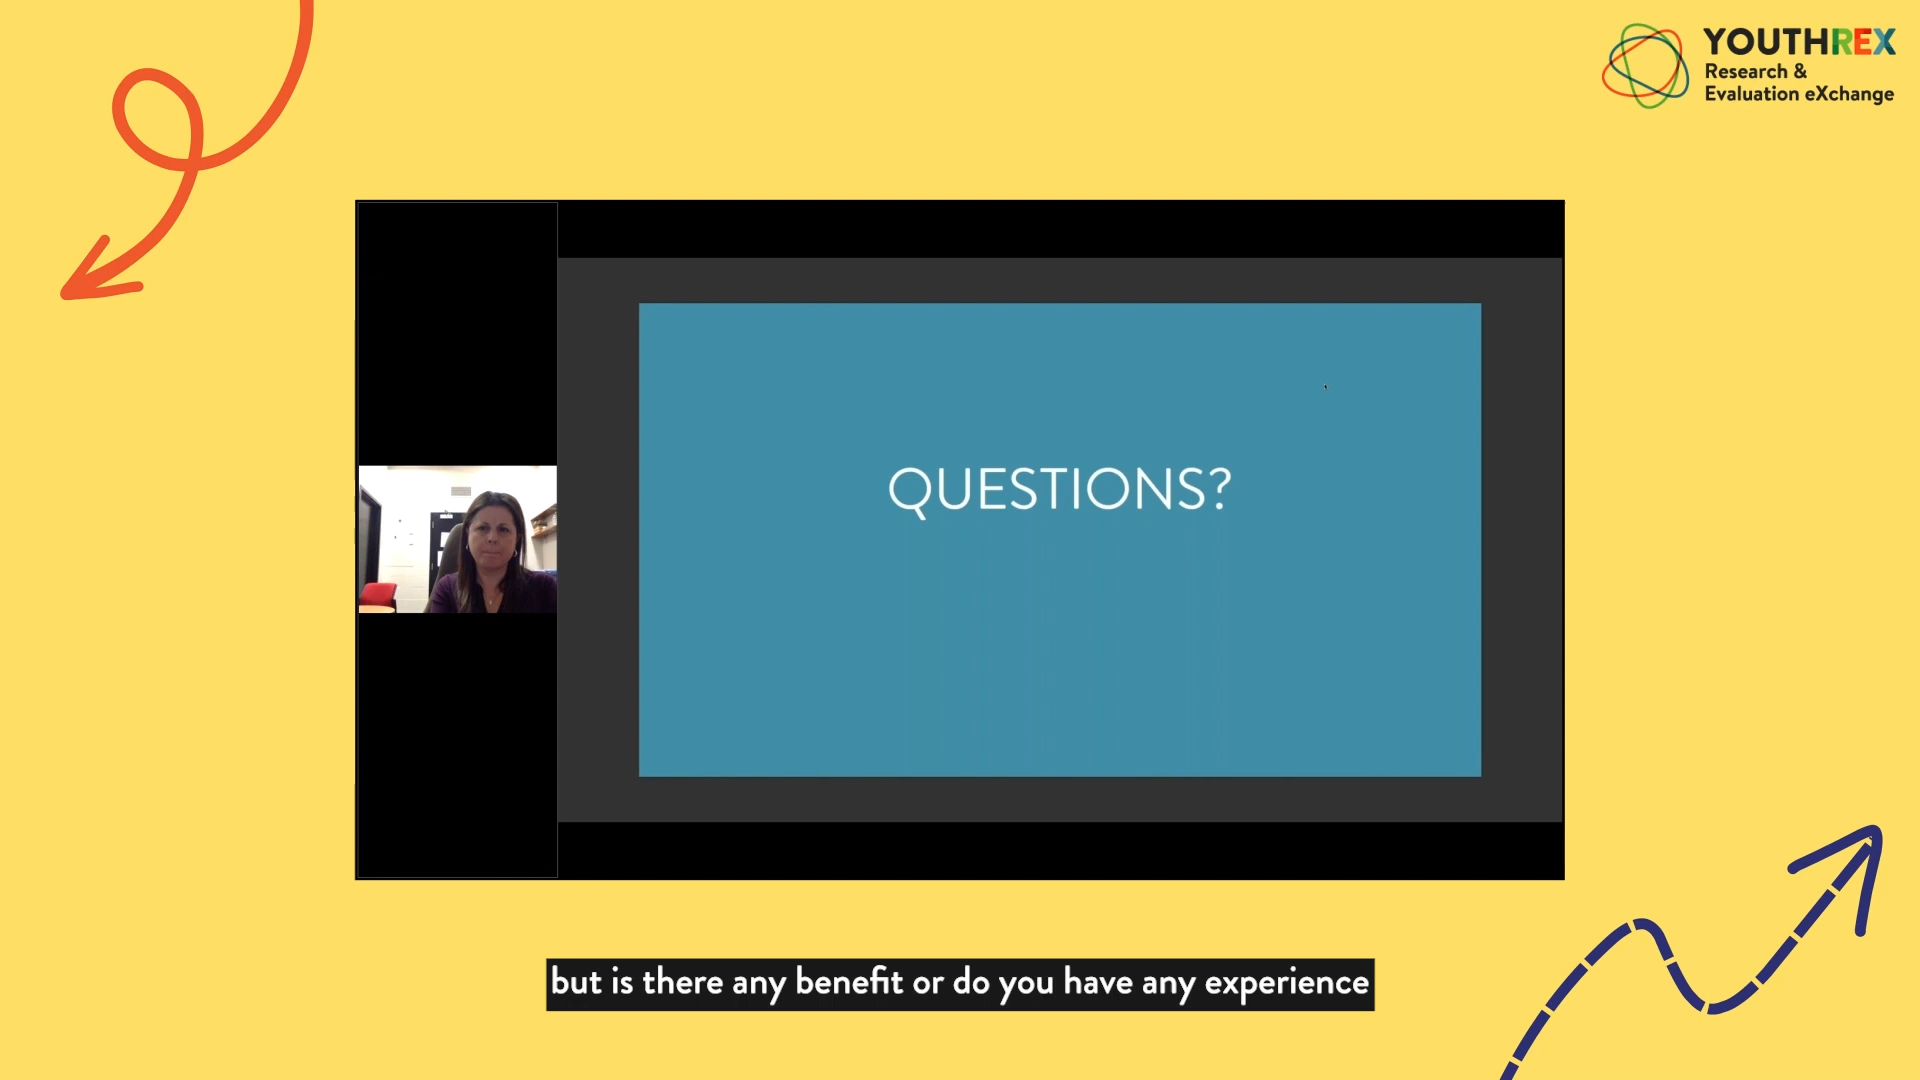 YOUTHREX
Research &
Evaluation eXchange
QUESTIONS?
but is there any benefit or do you have any experience